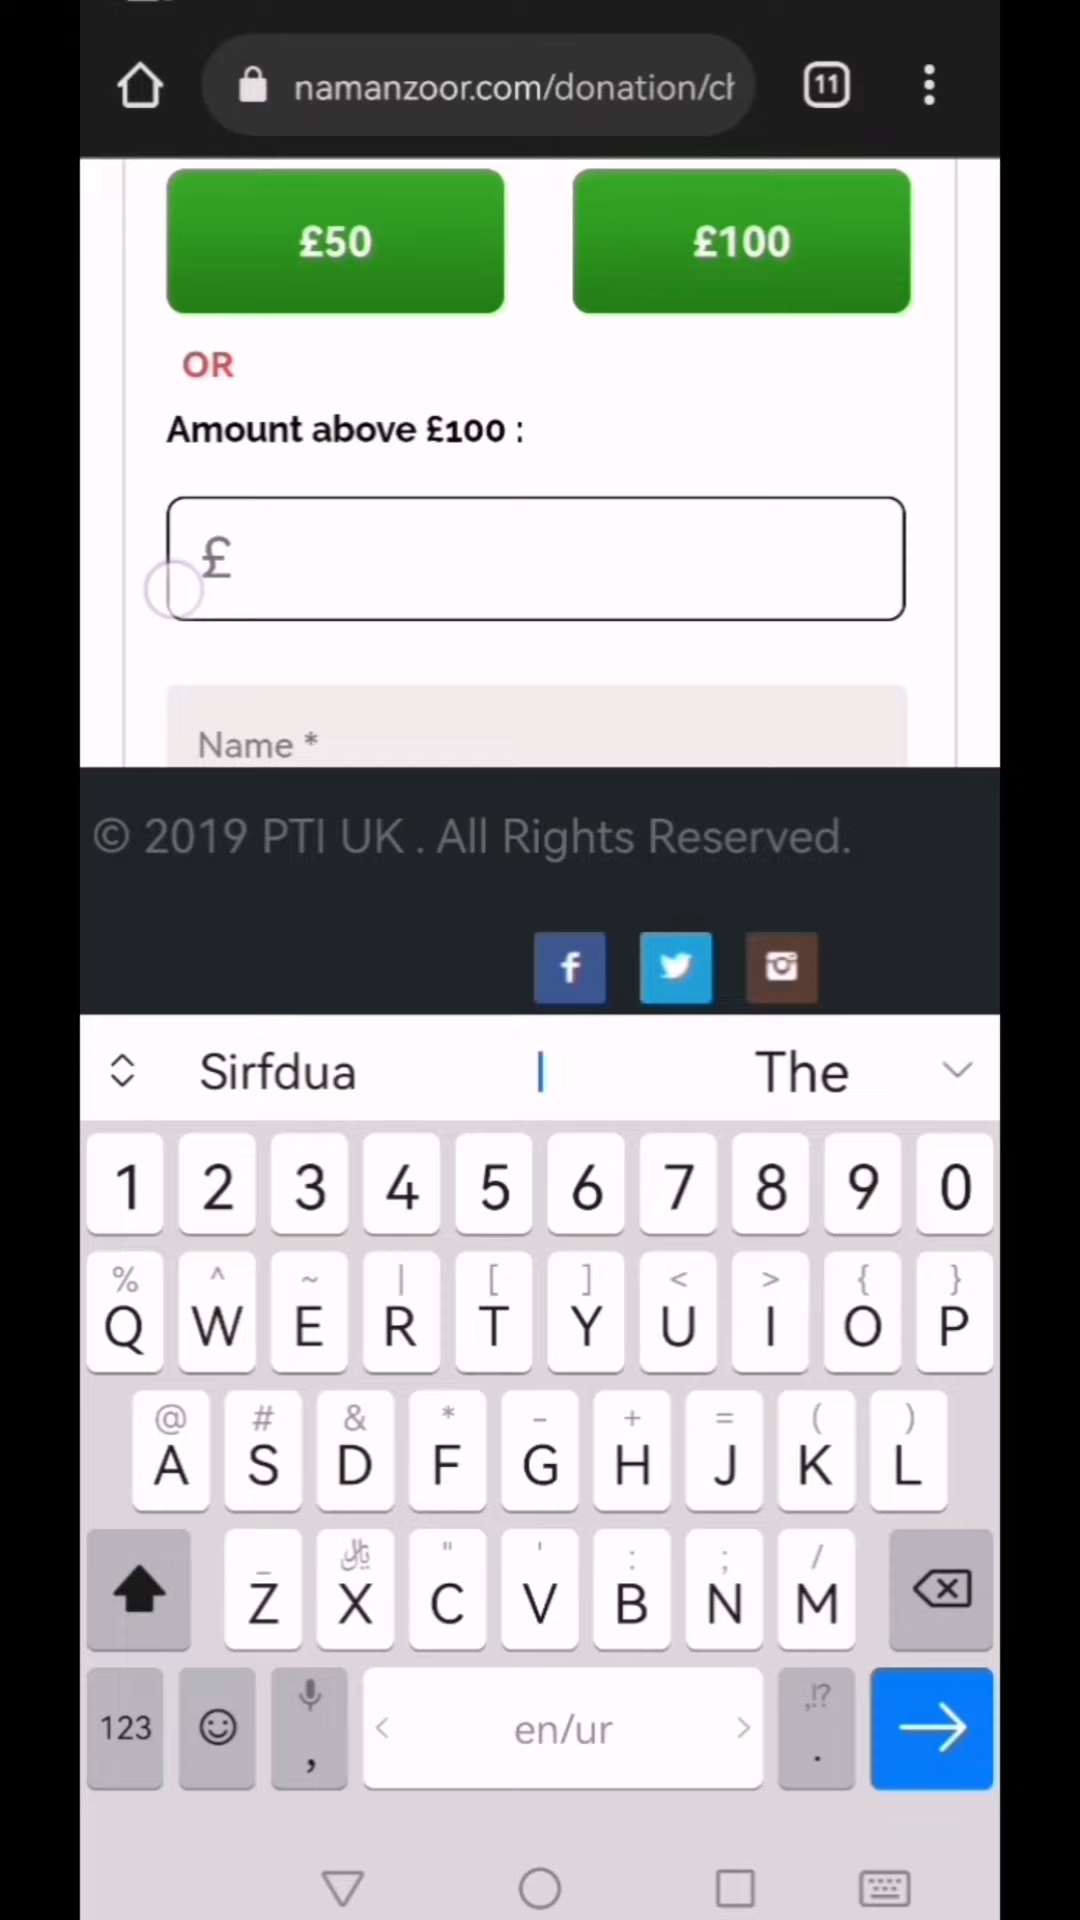 namanzoor.com/donation/ch
11
£50 £100
OR
Amount above £100 :
£
Name *
© 2019 PTI UK . All Rights Reserved.
f
Sirfdua The
1 2 3 4 5 6 7 8 9 0
% ^ ~ | [ ] < > { }
Q W E R T Y U I O P
@ # & * - + = ( )
A S D F G H J K L
_ ﷼ " ' : ; /
Z X C V B N M
,!?
123 , < en/ur > .